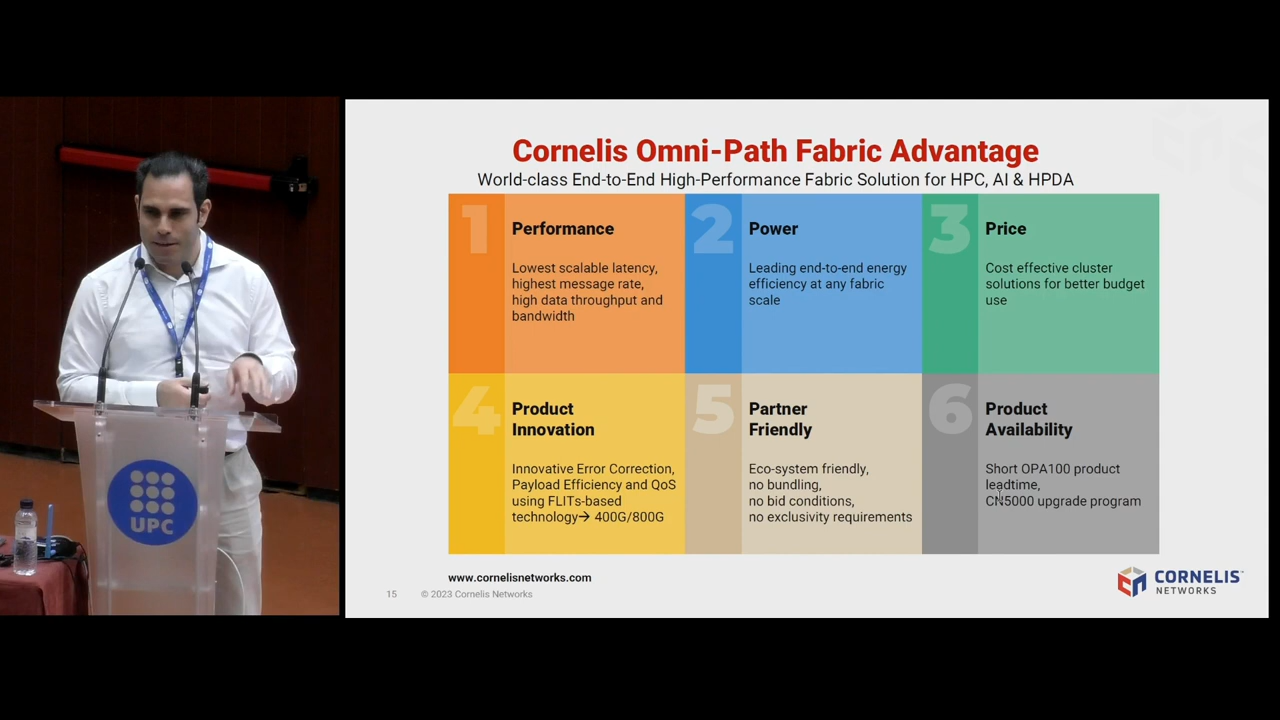 Cornelis Omni-Path Fabric Advantage
World-class End-to-End High-Performance Fabric Solution for HPC, AI & HPDA
1
Performance
Lowest scalable latency,
highest message rate,
high data throughput and
bandwidth
2
Power
Leading end-to-end energy
efficiency at any fabric
scale
3
Price
Cost effective cluster
solutions for better budget
use
4
Product
Innovation
Innovative Error Correction,
Payload Efficiency and QoS
using FLITs-based
technology→ 400G/800G
5
Partner
Friendly
Eco-system friendly,
no bundling,
no bid conditions,
no exclusivity requirements
6
Product
Availability
Short OPA100 product
leadtime,
CN5000 upgrade program
www.cornelisnetworks.com
15 © 2023 Cornelis Networks
CORNELIS™
NETWORKS
UPC